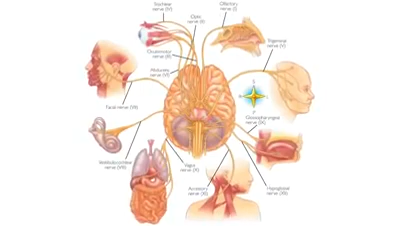 Trochlear
nerve (IV)
Optic
nerve (II)
Olfactory
nerve (I)
Oculomotor
nerve (III)
Trigeminal
nerve (V)
Abducens
nerve (VI)
Facial nerve (VII)
Glossopharyngeal
nerve (IX)
Vestibulocochlear
nerve (VIII)
Vagus
nerve (X)
Accessory
nerve (XI)
Hypoglossal
nerve (XII)